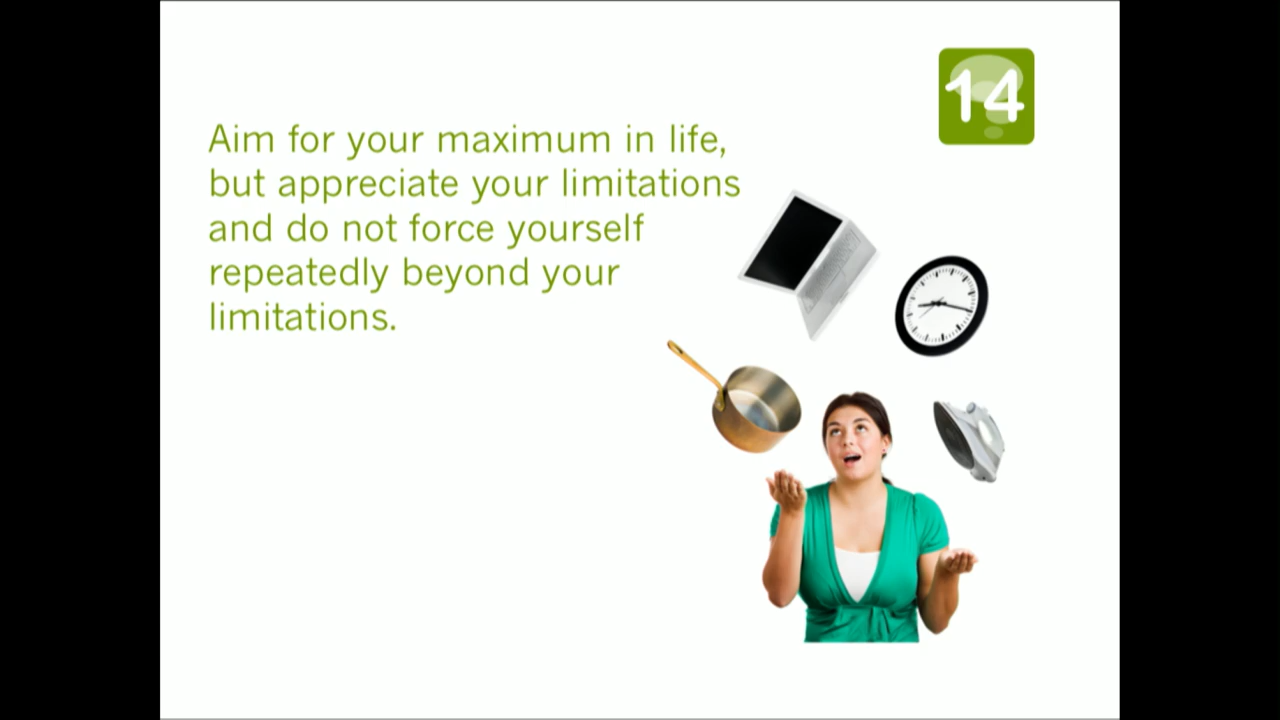 14
Aim for your maximum in life,
but appreciate your limitations
and do not force yourself
repeatedly beyond your
limitations.